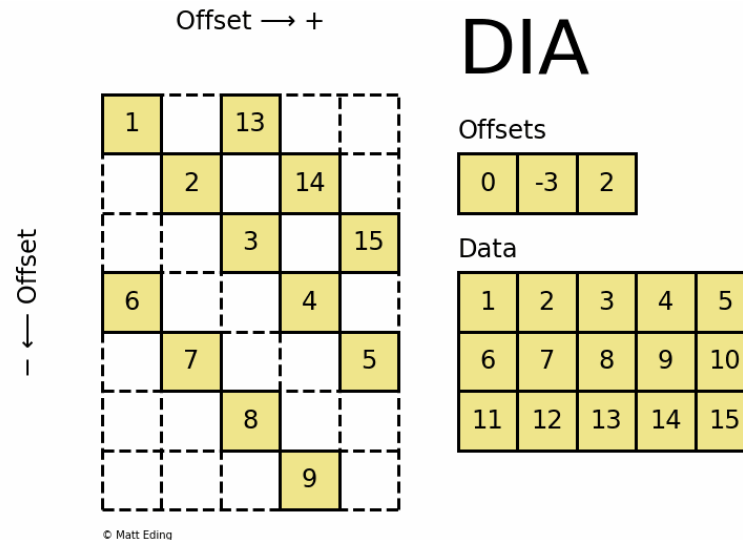 Offset ⟶ +
DIA
1 13
2 14
3 15
6 4
7 5
8
9
− ⟵ Offset
Offsets
0 -3 2
Data
1 2 3 4 5
6 7 8 9 10
11 12 13 14 15
© Matt Eding